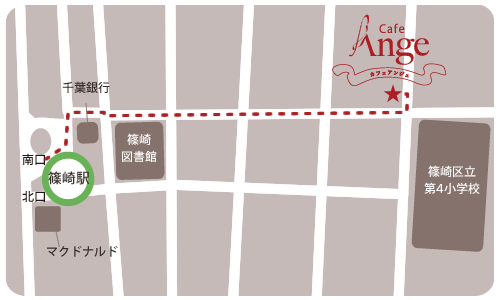 Cafe
Ange
カフェアンジュ
千葉銀行
篠崎
図書館
南口
篠崎駅
北口
篠崎区立
第4小学校
マクドナルド